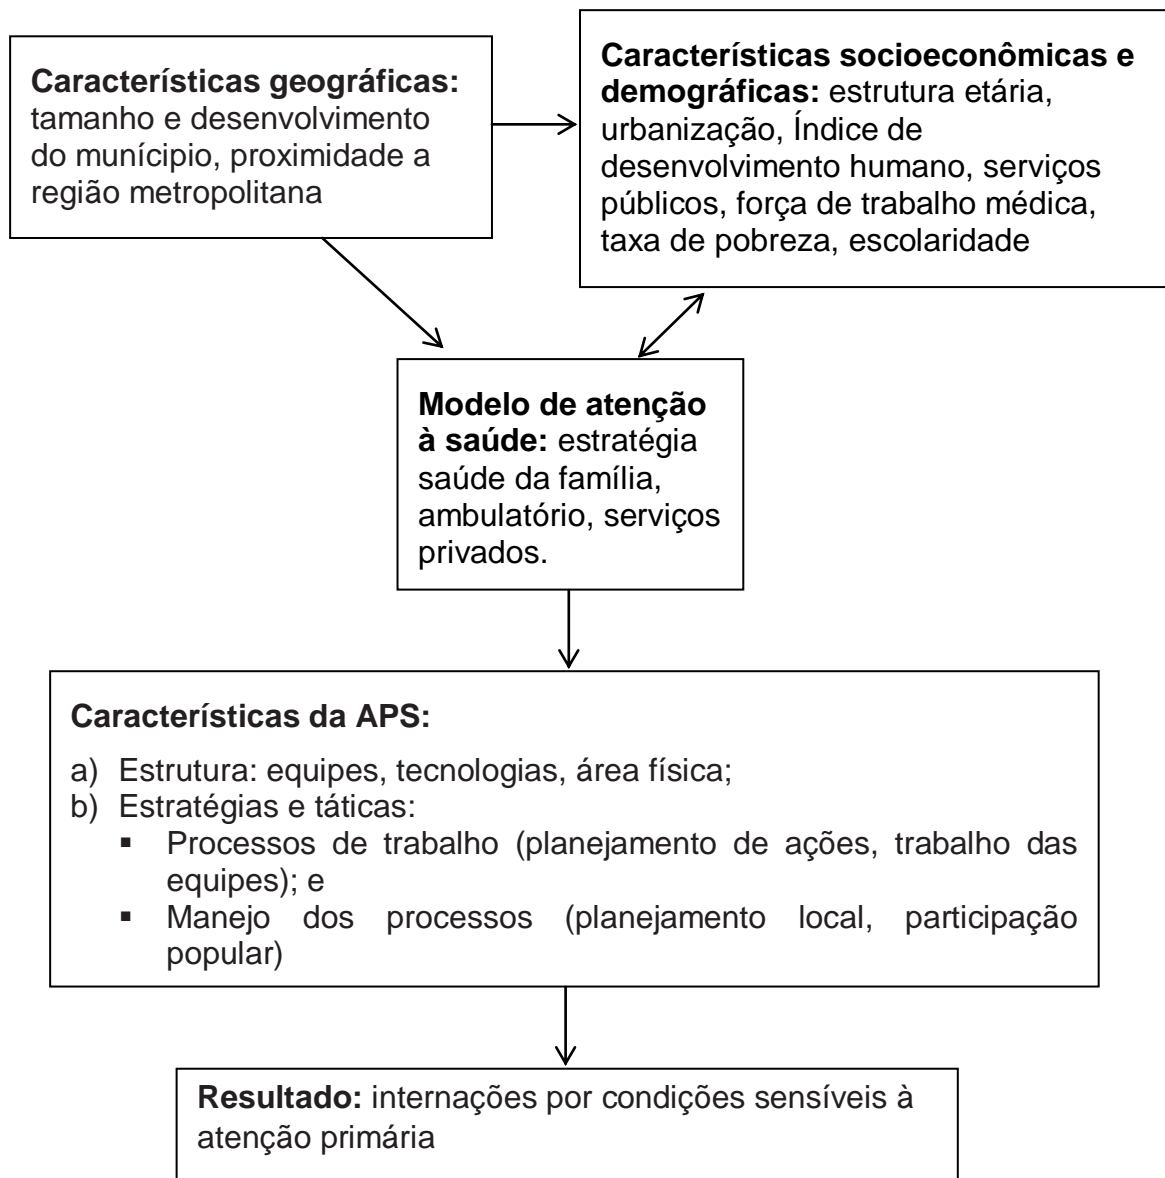 Características geográficas:
tamanho e desenvolvimento
do munícipio, proximidade a
região metropolitana
Características socioeconômicas e
demográficas: estrutura etária,
urbanização, Índice de
desenvolvimento humano, serviços
públicos, força de trabalho médica,
taxa de pobreza, escolaridade
Modelo de atenção
à saúde: estratégia
saúde da família,
ambulatório, serviços
privados.
Características da APS:
a) Estrutura: equipes, tecnologias, área física;
b) Estratégias e táticas:
▪ Processos de trabalho (planejamento de ações, trabalho das
equipes); e
▪ Manejo dos processos (planejamento local, participação
popular)
Resultado: internações por condições sensíveis à
atenção primária